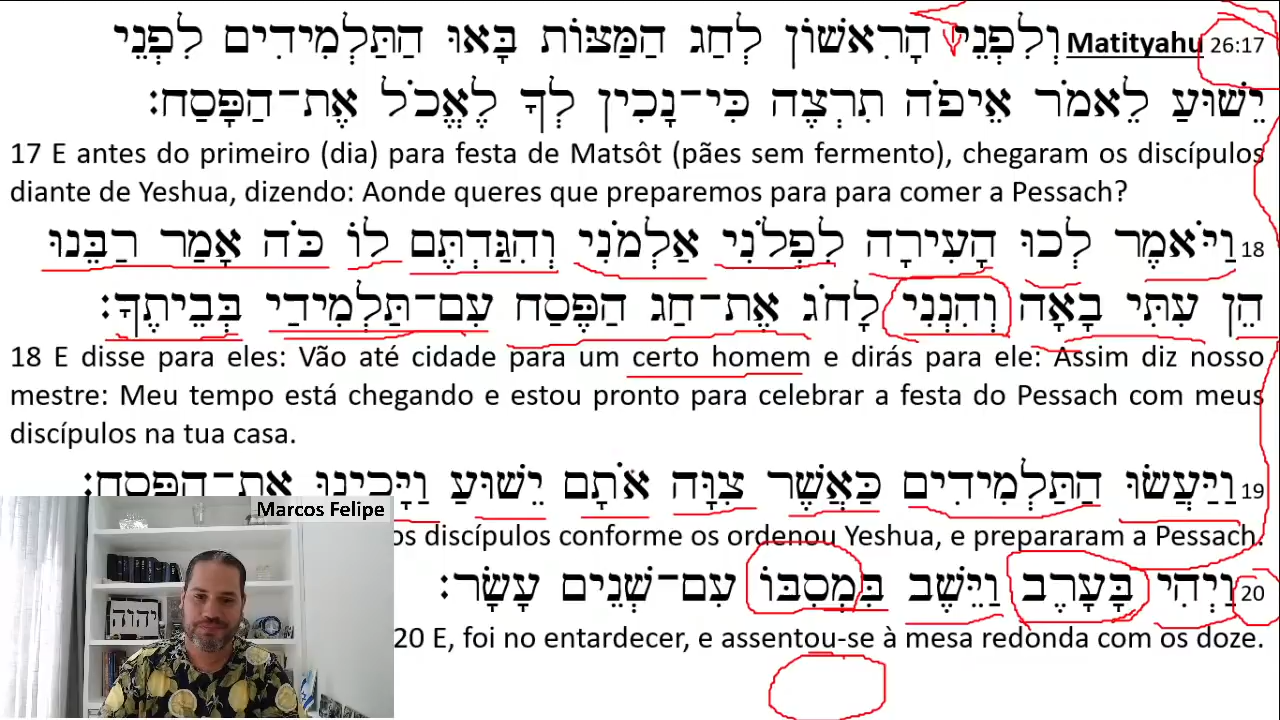 Matityahu 26:17 וְלִפְנֵי הָרִאשׁוֹן לְחַג הַמַּצּוֹת בָּאוּ הַתַּלְמִידִים לִפְנֵי
יֵשׁוּעַ לֵאמֹר אֵיפֹה תִרְצֶה כִּי־נָכִין לְךָ לֶאֱכֹל אֶת־הַפָּסַח׃
17 E antes do primeiro (dia) para festa de Matsôt (pães sem fermento), chegaram os discípulos
diante de Yeshua, dizendo: Aonde queres que preparemos para para comer a Pessach?
18 וַיֹּאמֶר לְכוּ הָעִירָה לִפְלֹנִי אַלְמֹנִי וְהִגַּדְתֶּם לוֹ כֹּה אָמַר רַבֵּנוּ
הֵן עִתִּי בָאָה וְהִנְנִי לָחֹג אֶת־חַג הַפֶּסַח עִם־תַּלְמִידַי בְּבֵיתֶךָ׃
18 E disse para eles: Vão até cidade para um certo homem e dirás para ele: Assim diz nosso
mestre: Meu tempo está chegando e estou pronto para celebrar a festa do Pessach com meus
discípulos na tua casa.
19 וַיַּעֲשׂוּ הַתַּלְמִידִים כַּאֲשֶׁר צִוָּה אֹתָם יֵשׁוּעַ וַיָּכִינוּ אֶת־הַפָּסַח׃
os discípulos conforme os ordenou Yeshua, e prepararam a Pessach.
20 וַיְהִי בָּעָרֶב וַיֵּשֶׁב בִּמְסִבּוֹ עִם־שְׁנֵים עָשָׂר׃
20 E, foi no entardecer, e assentou-se à mesa redonda com os doze.
Marcos Felipe
יהוה